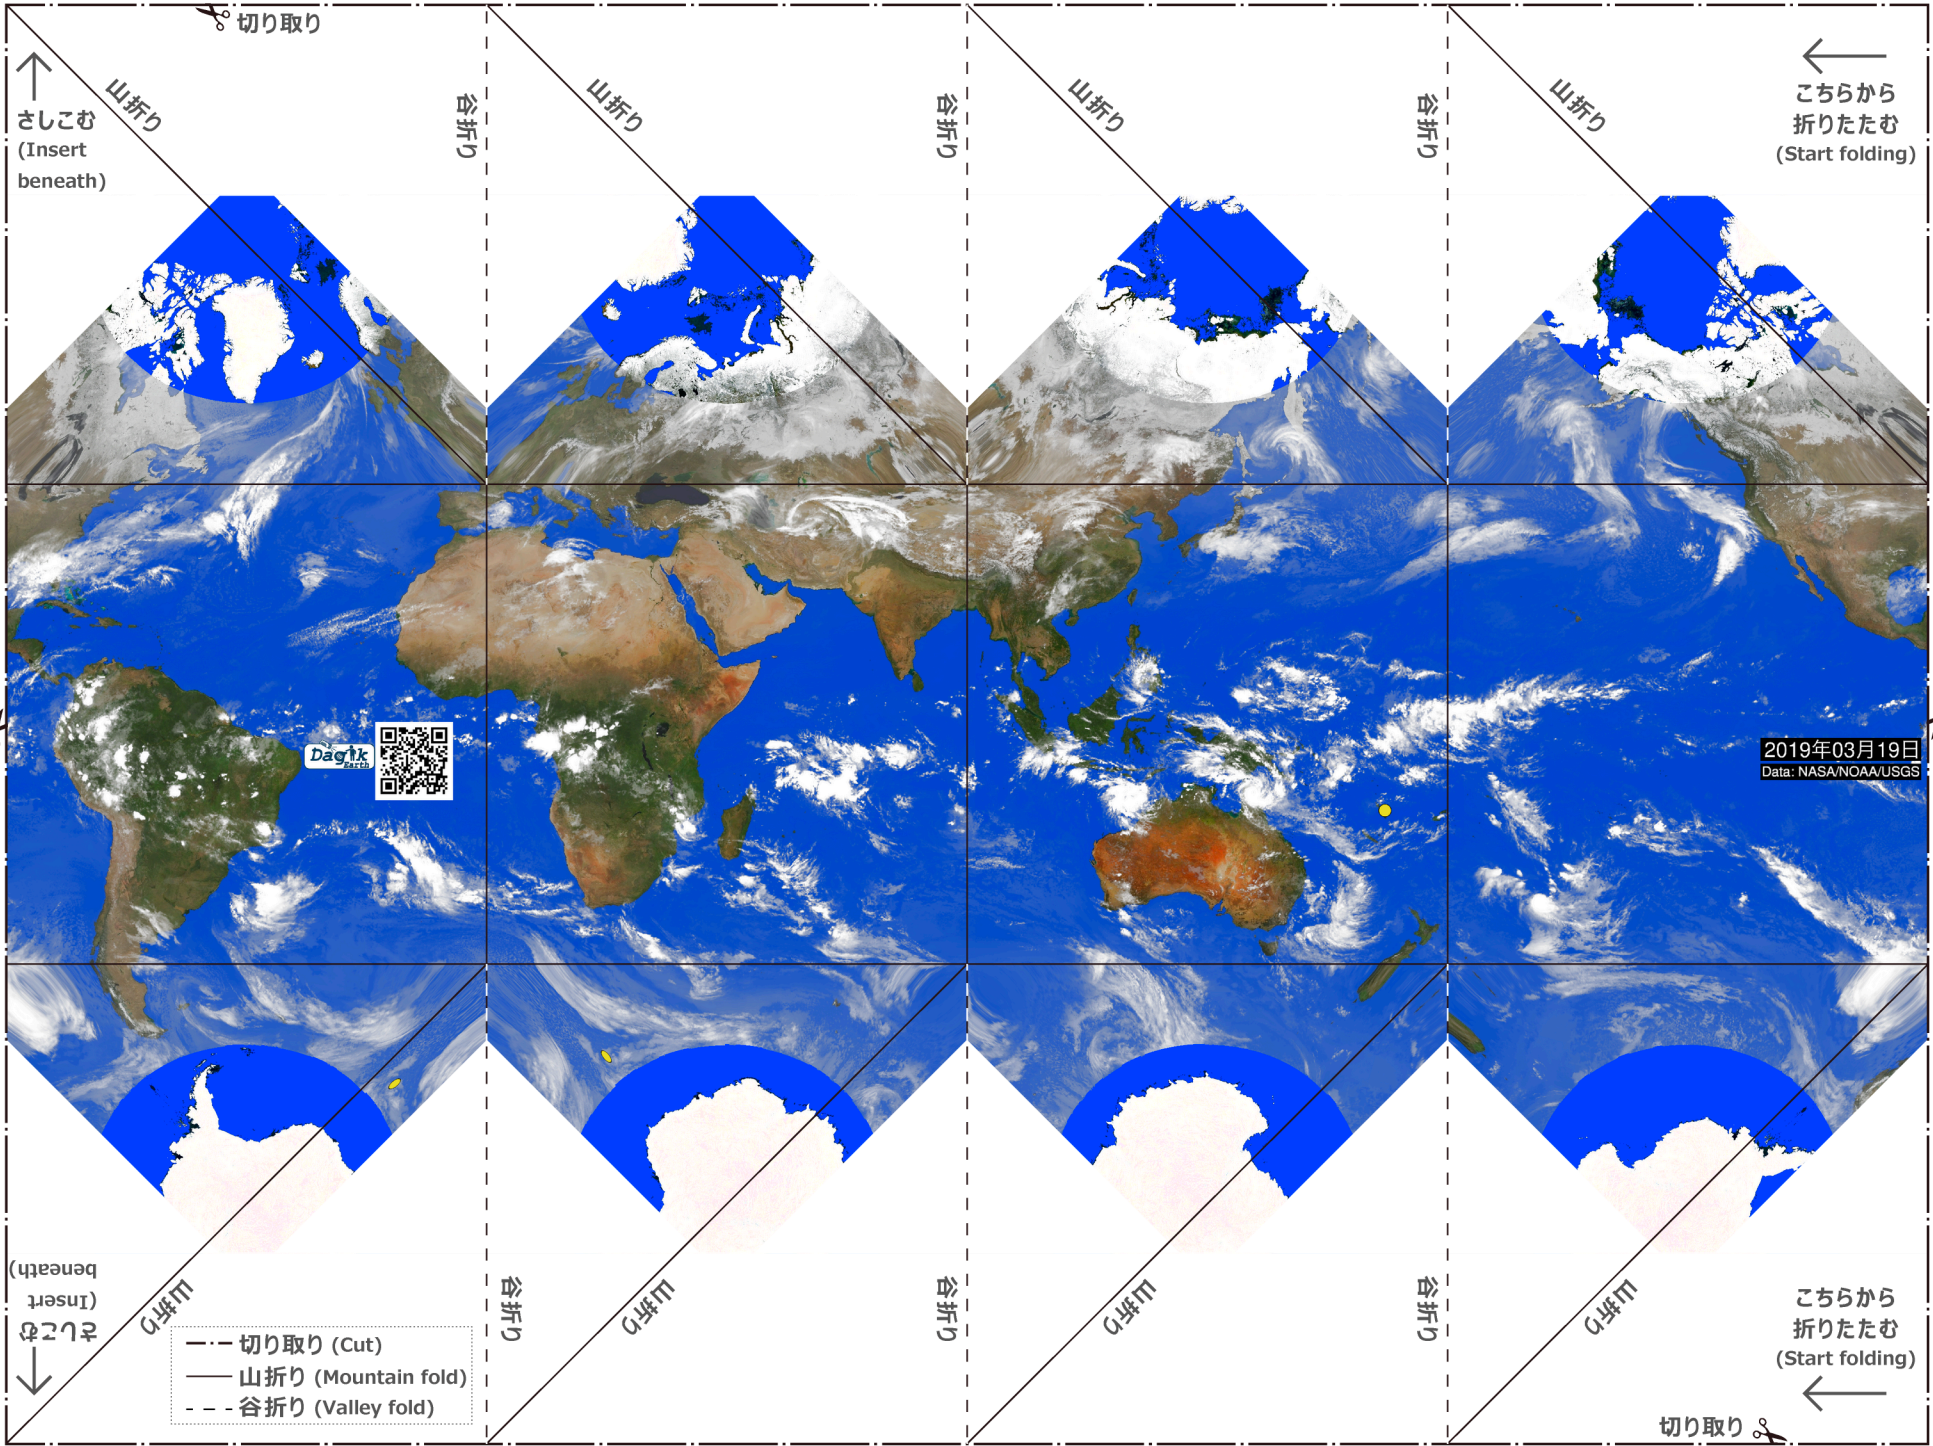 切り取り
さしこむ
(Insert
beneath)
山折り
谷折り
山折り
谷折り
山折り
谷折り
山折り
こちらから
折りたたむ
(Start folding)
Dagik
Earth
2019年03月19日
Data: NASA/NOAA/USGS
さしこむ
(Insert
beneath)
山折り
谷折り
山折り
谷折り
山折り
谷折り
山折り
こちらから
折りたたむ
(Start folding)
切り取り (Cut)
山折り (Mountain fold)
谷折り (Valley fold)
切り取り